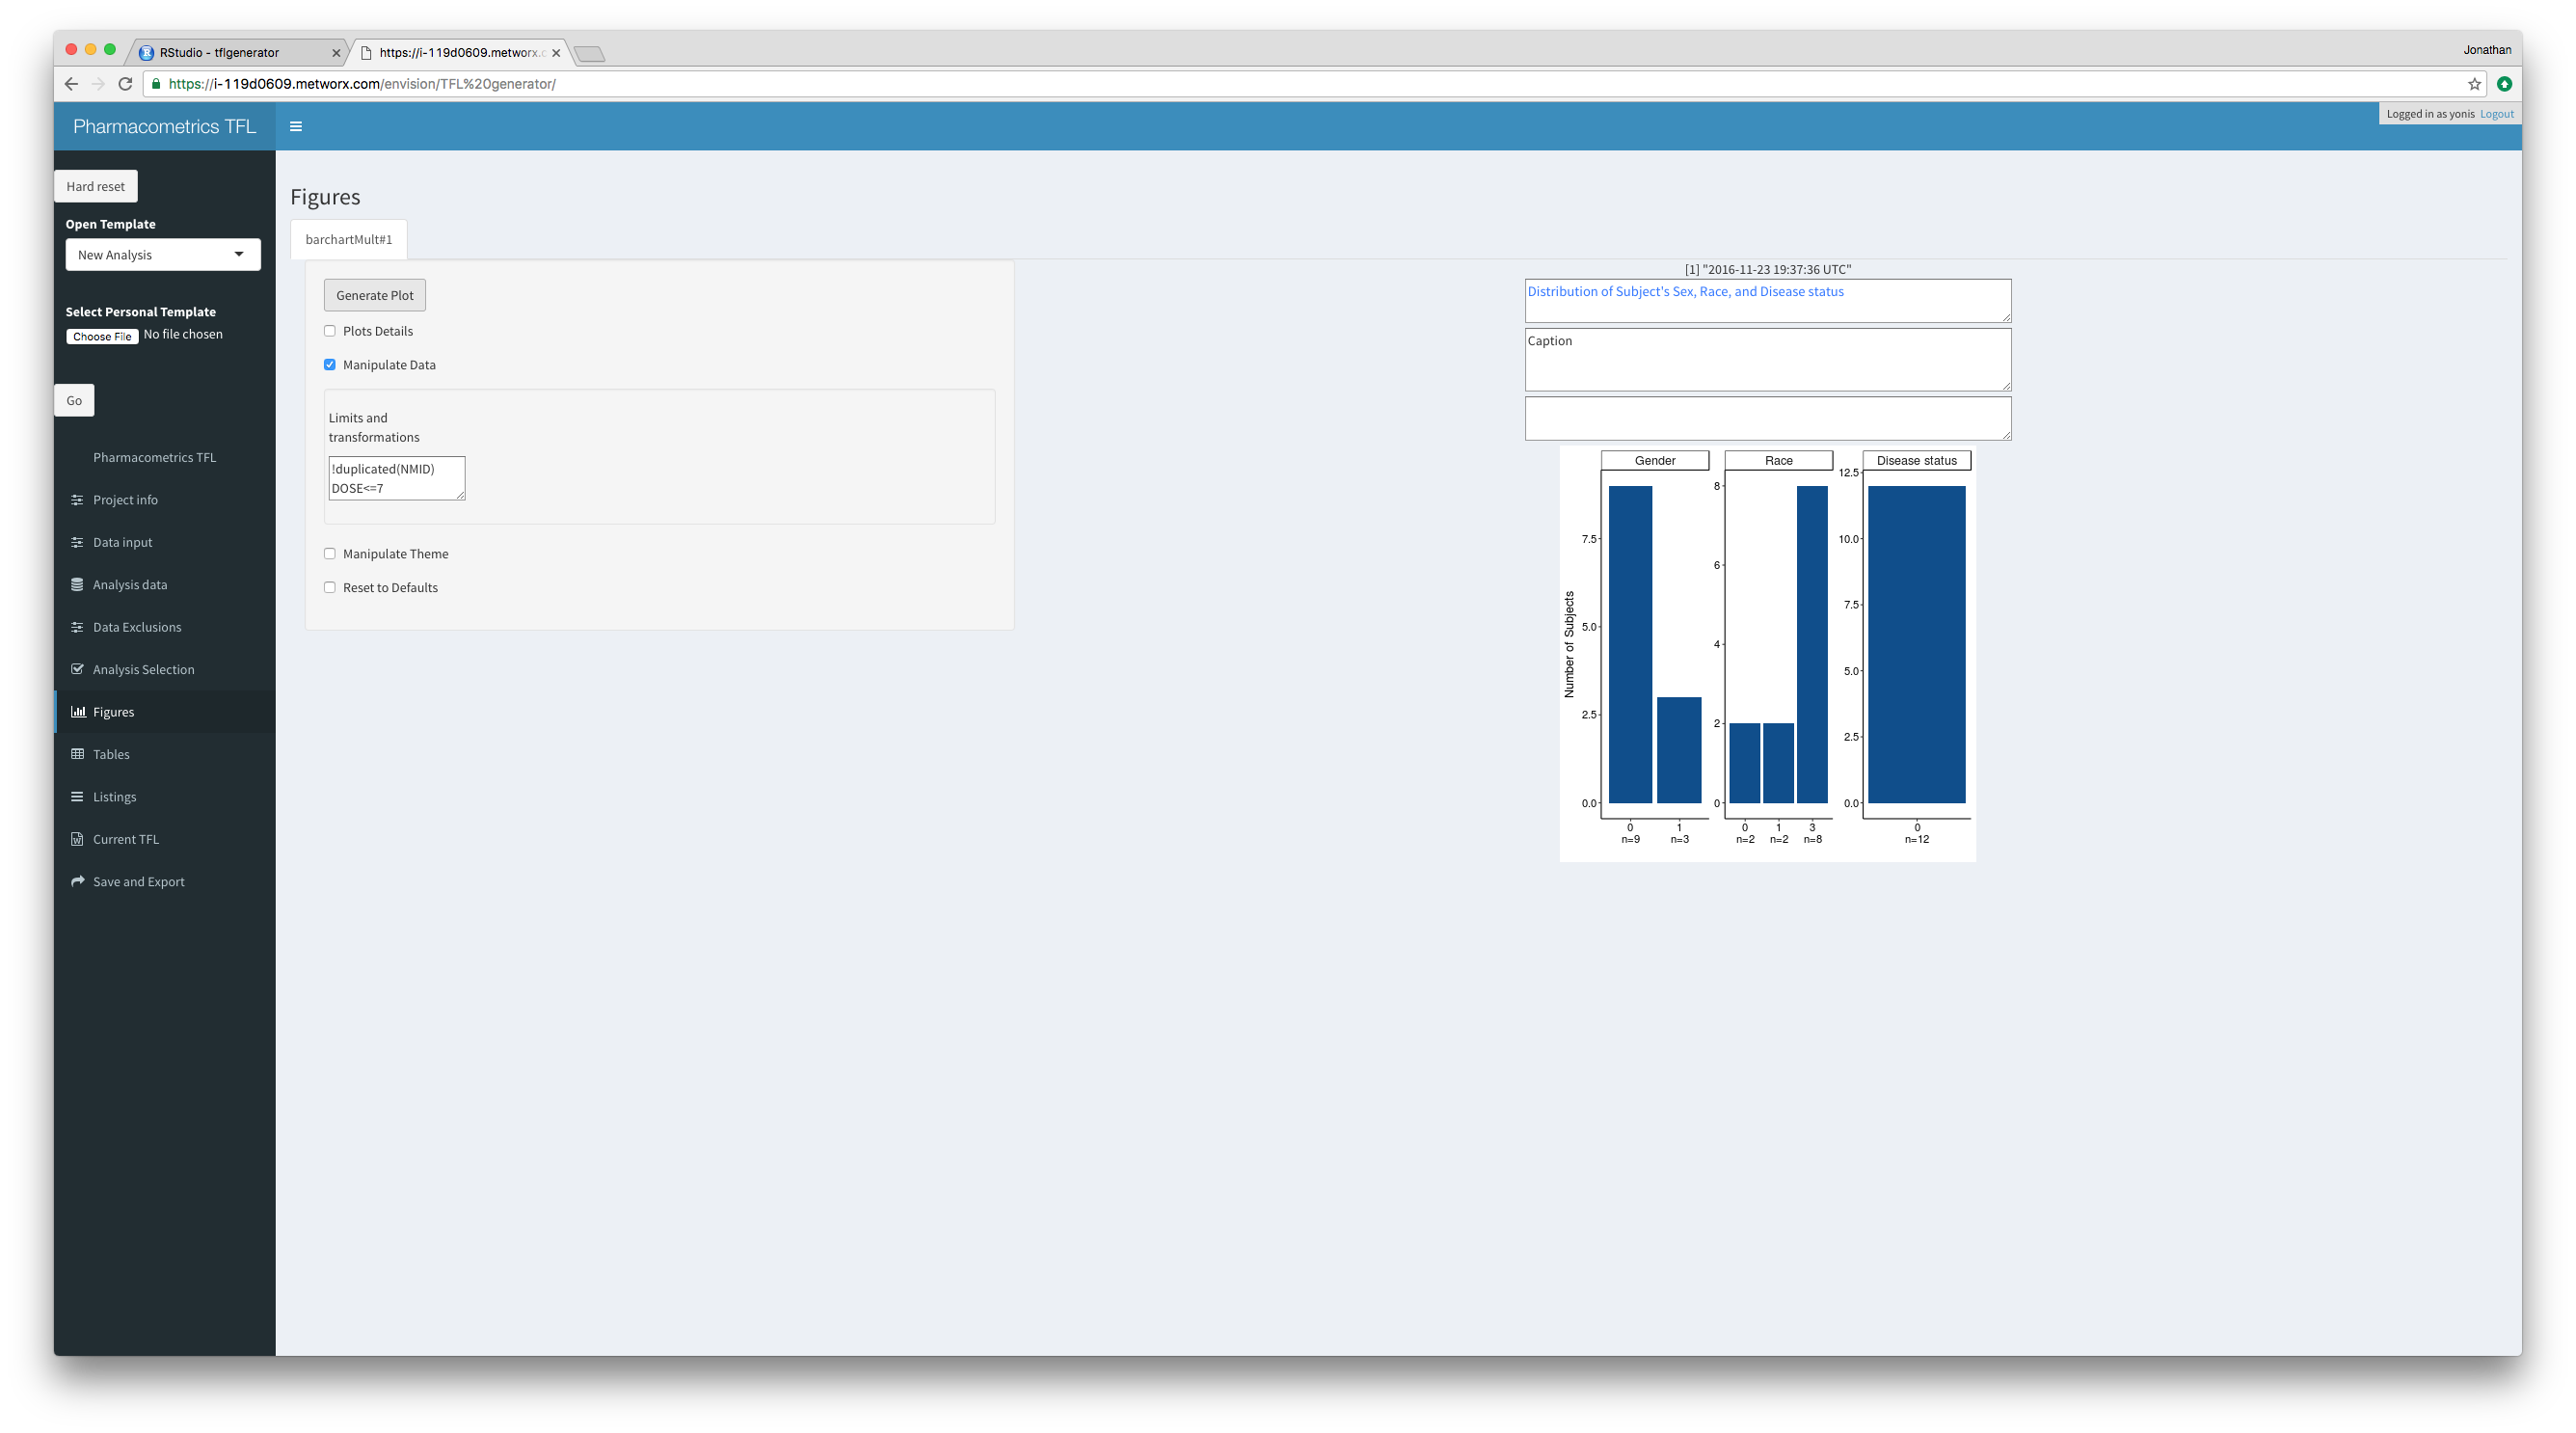 RStudio - tflgenerator
https://i-119d0609.metworx.c
Jonathan
https://i-119d0609.metworx.com/envision/TFL%20generator/
Pharmacometrics TFL
Logged in as yonis Logout
Hard reset
Open Template
New Analysis
Select Personal Template
Choose File No file chosen
Go
Pharmacometrics TFL
Project info
Data input
Analysis data
Data Exclusions
Analysis Selection
Figures
Tables
Listings
Current TFL
Save and Export
Figures
barchartMult#1
Generate Plot
Plots Details
Manipulate Data
Limits and
transformations
!duplicated(NMID)
DOSE<=7
Manipulate Theme
Reset to Defaults
[1] "2016-11-23 19:37:36 UTC"
Distribution of Subject's Sex, Race, and Disease status
Caption
Number of Subjects
Gender
7.5
5.0
2.5
0.0
0 1
n=9 n=3
Race
8
6
4
2
0
0 1 3
n=2 n=2 n=8
Disease status
12.5
10.0
7.5
5.0
2.5
0.0
0
n=12